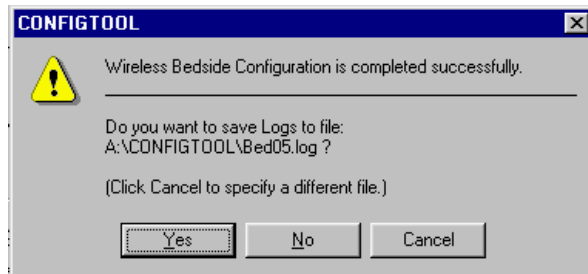 CONFIGTOOL
Wireless Bedside Configuration is completed successfully.
Do you want to save Logs to file:
A:\CONFIGTOOL\Bed05.log ?
(Click Cancel to specify a different file.)
Yes No Cancel